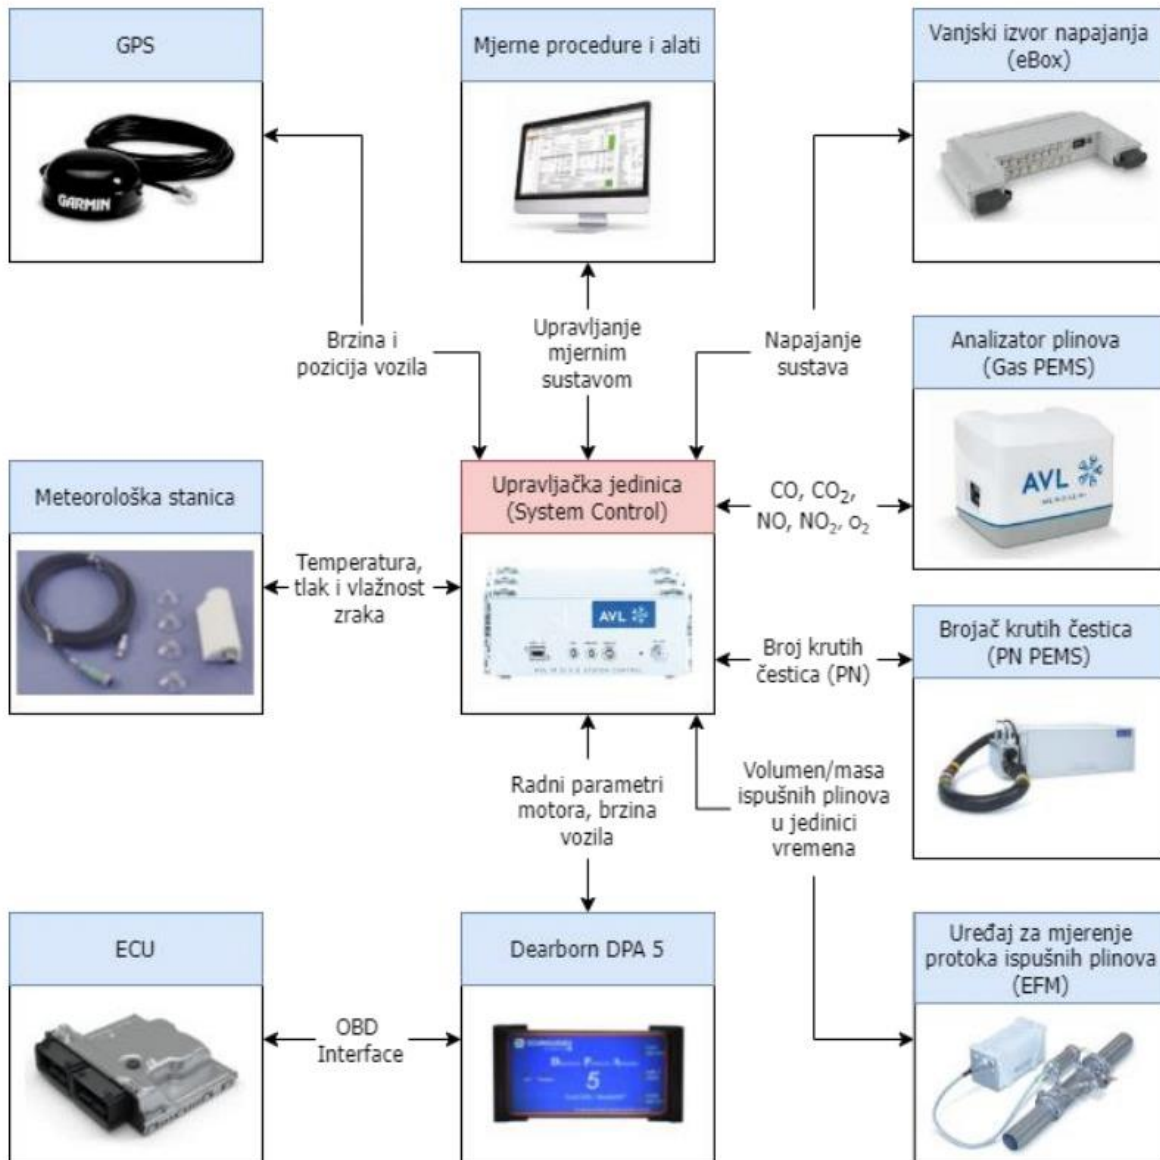 GPS
GARMIN
Mjerne procedure i alati
Vanjski izvor napajanja
(eBox)
Brzina i
pozicija vozila
Upravljanje
mjernim
sustavom
Napajanje
sustava
Analizator plinova
(Gas PEMS)
AVL
Meteorološka stanica
Temperatura,
tlak i vlažnost
zraka
Upravljačka jedinica
(System Control)
AVL
CO, CO₂,
NO, NO₂, O₂
Broj krutih
čestica (PN)
Brojač krutih čestica
(PN PEMS)
Radni parametri
motora, brzina
vozila
Volumen/masa
ispušnih plinova
u jedinici
vremena
ECU
OBD
Interface
Dearborn DPA 5
5
Uređaj za mjerenje
protoka ispušnih plinova
(EFM)